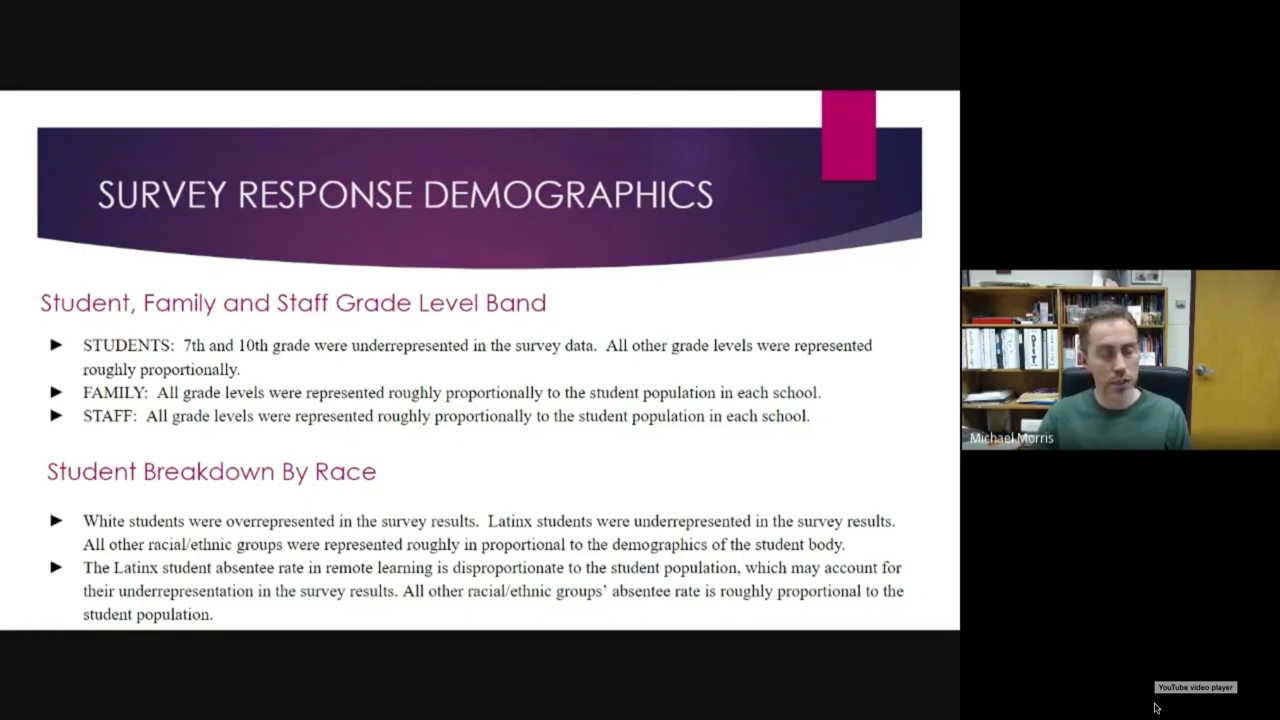 SURVEY RESPONSE DEMOGRAPHICS
Student, Family and Staff Grade Level Band
STUDENTS: 7th and 10th grade were underrepresented in the survey data. All other grade levels were represented
roughly proportionally.
FAMILY: All grade levels were represented roughly proportionally to the student population in each school.
STAFF: All grade levels were represented roughly proportionally to the student population in each school.
Student Breakdown By Race
White students were overrepresented in the survey results. Latinx students were underrepresented in the survey results.
All other racial/ethnic groups were represented roughly in proportional to the demographics of the student body.
The Latinx student absentee rate in remote learning is disproportionate to the student population, which may account for
their underrepresentation in the survey results. All other racial/ethnic groups’ absentee rate is roughly proportional to the
student population.
Michael Morris
YouTube video player